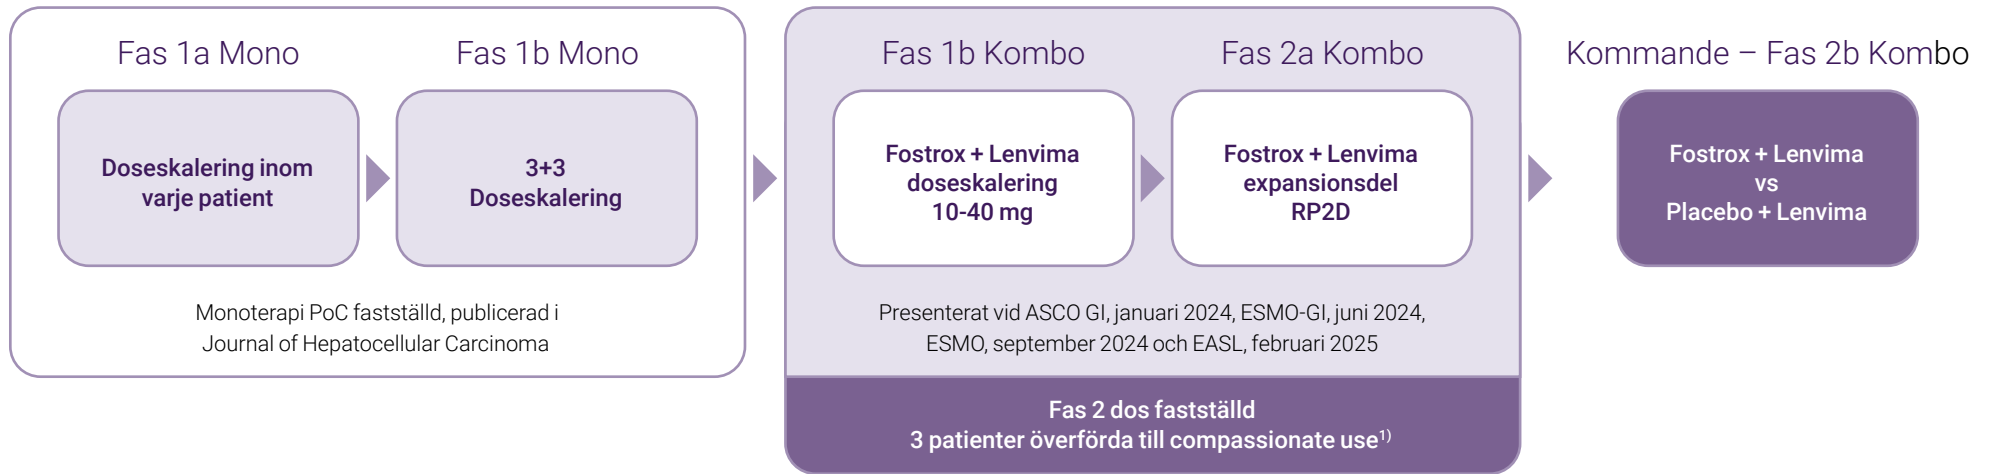 Fas 1a Mono
Doseskalering inom
varje patient
Fas 1b Mono
3+3
Doseskalering
Monoterapi PoC fastställd, publicerad i
Journal of Hepatocellular Carcinoma
Fas 1b Kombo
Fostrox + Lenvima
doseskalering
10-40 mg
Fas 2a Kombo
Fostrox + Lenvima
expansionsdel
RP2D
Presenterat vid ASCO GI, januari 2024, ESMO-GI, juni 2024,
ESMO, september 2024 och EASL, februari 2025
Fas 2 dos fastställd
3 patienter överförda till compassionate use¹⁾
Kommande – Fas 2b Kombo
Fostrox + Lenvima
vs
Placebo + Lenvima